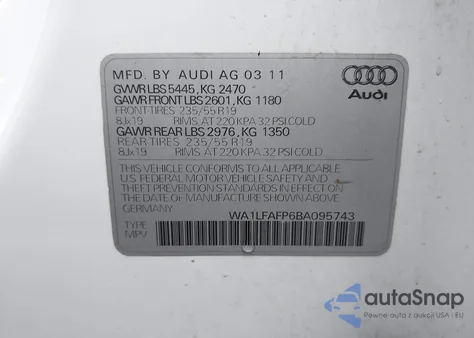 MFD. BY AUDI AG 03 11
GVWR LBS 5445, KG 2470
GAWR FRONT LBS 2601, KG 1180
FRONT TIRES 235/55 R19
8Jx19 RIMS, AT 220 KPA 32 PSI COLD
GAWR REAR LBS 2976, KG 1350
REAR TIRES 235/55 R19
8Jx19 RIMS, AT 220 KPA 32 PSI COLD
Audi
THIS VEHICLE CONFORMS TO ALL APPLICABLE
U.S. FEDERAL MOTOR VEHICLE SAFETY AND
THEFT PREVENTION STANDARDS IN EFFECT ON
THE DATE OF MANUFACTURE SHOWN ABOVE.
GERMANY WA1LFAFP6BA095743
TYPE:
MPV
autoSnap
Pewne auta z aukcji USA i EU